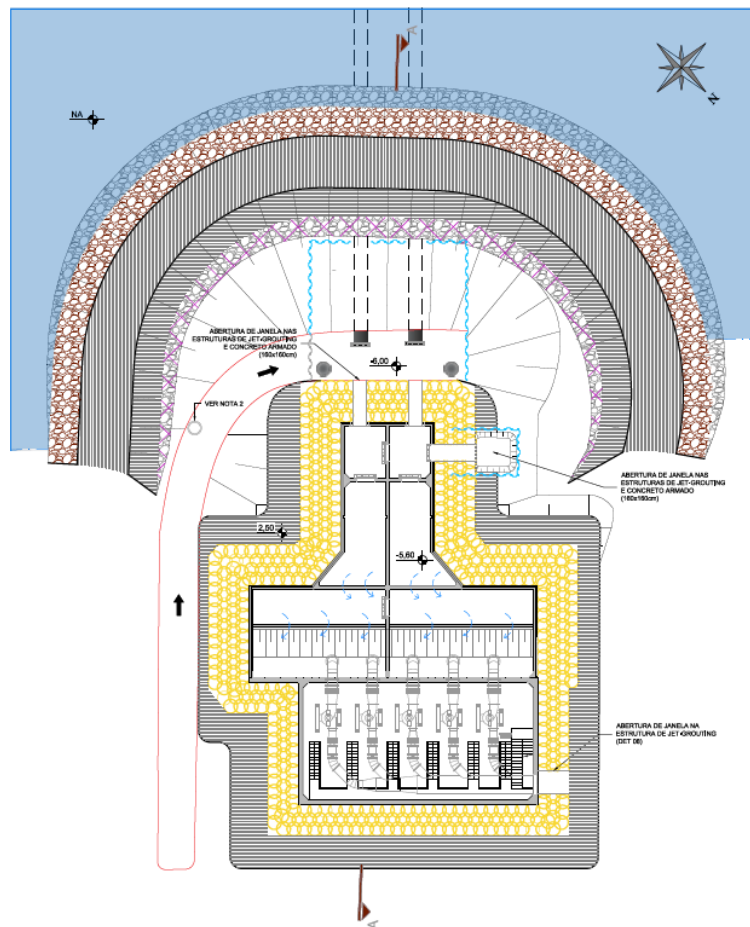 A
NA
N
ABERTURA DE JANELA NAS
ESTRUTURAS DE JET-GROUTING
E CONCRETO ARMADO
(160x160cm)
-6,00
VER NOTA 2
ABERTURA DE JANELA NAS
ESTRUTURAS DE JET-GROUTING
E CONCRETO ARMADO
(160x160cm)
2,50
-5,60
ABERTURA DE JANELA NA
ESTRUTURA DE JET-GROUTING
(DET 08)
A